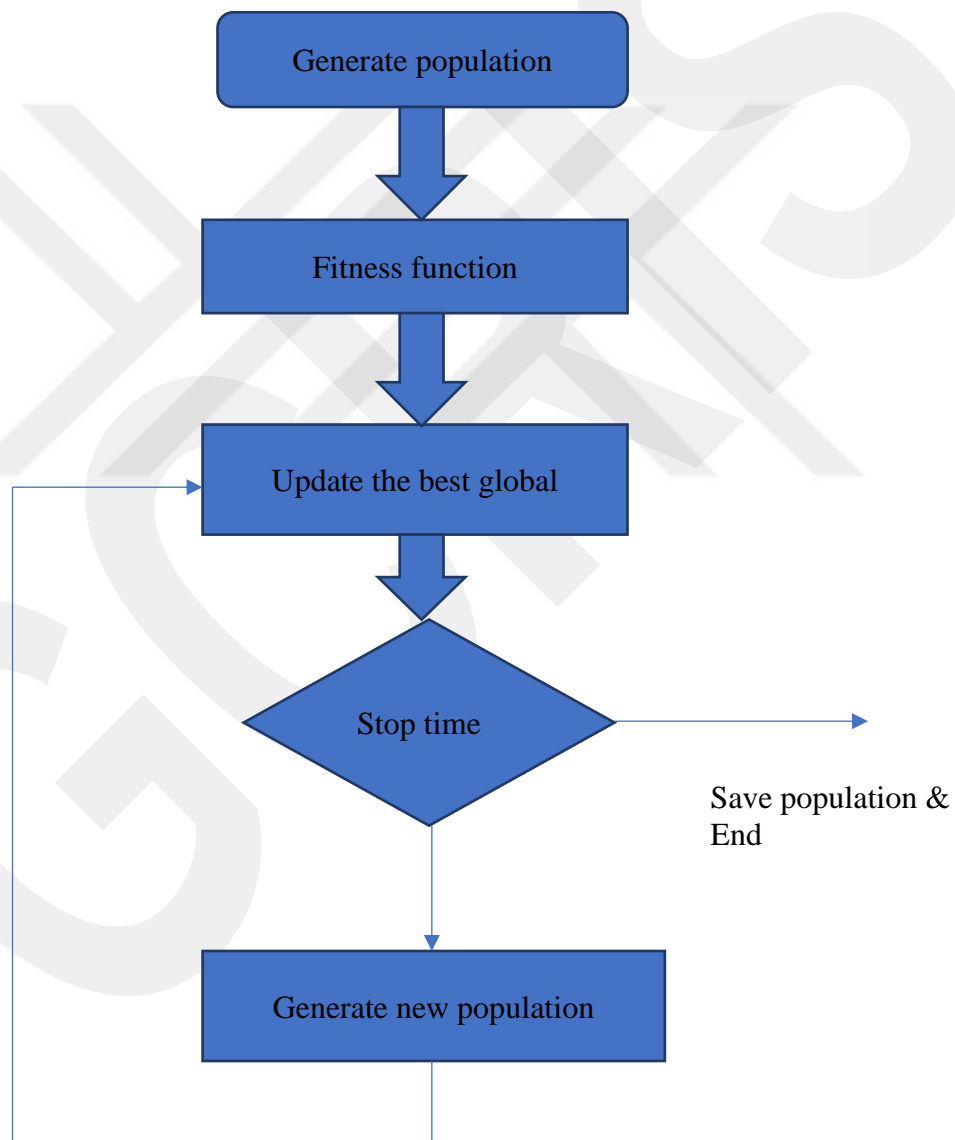 Generate population
Fitness function
Update the best global
Stop time
Save population &
End
Generate new population